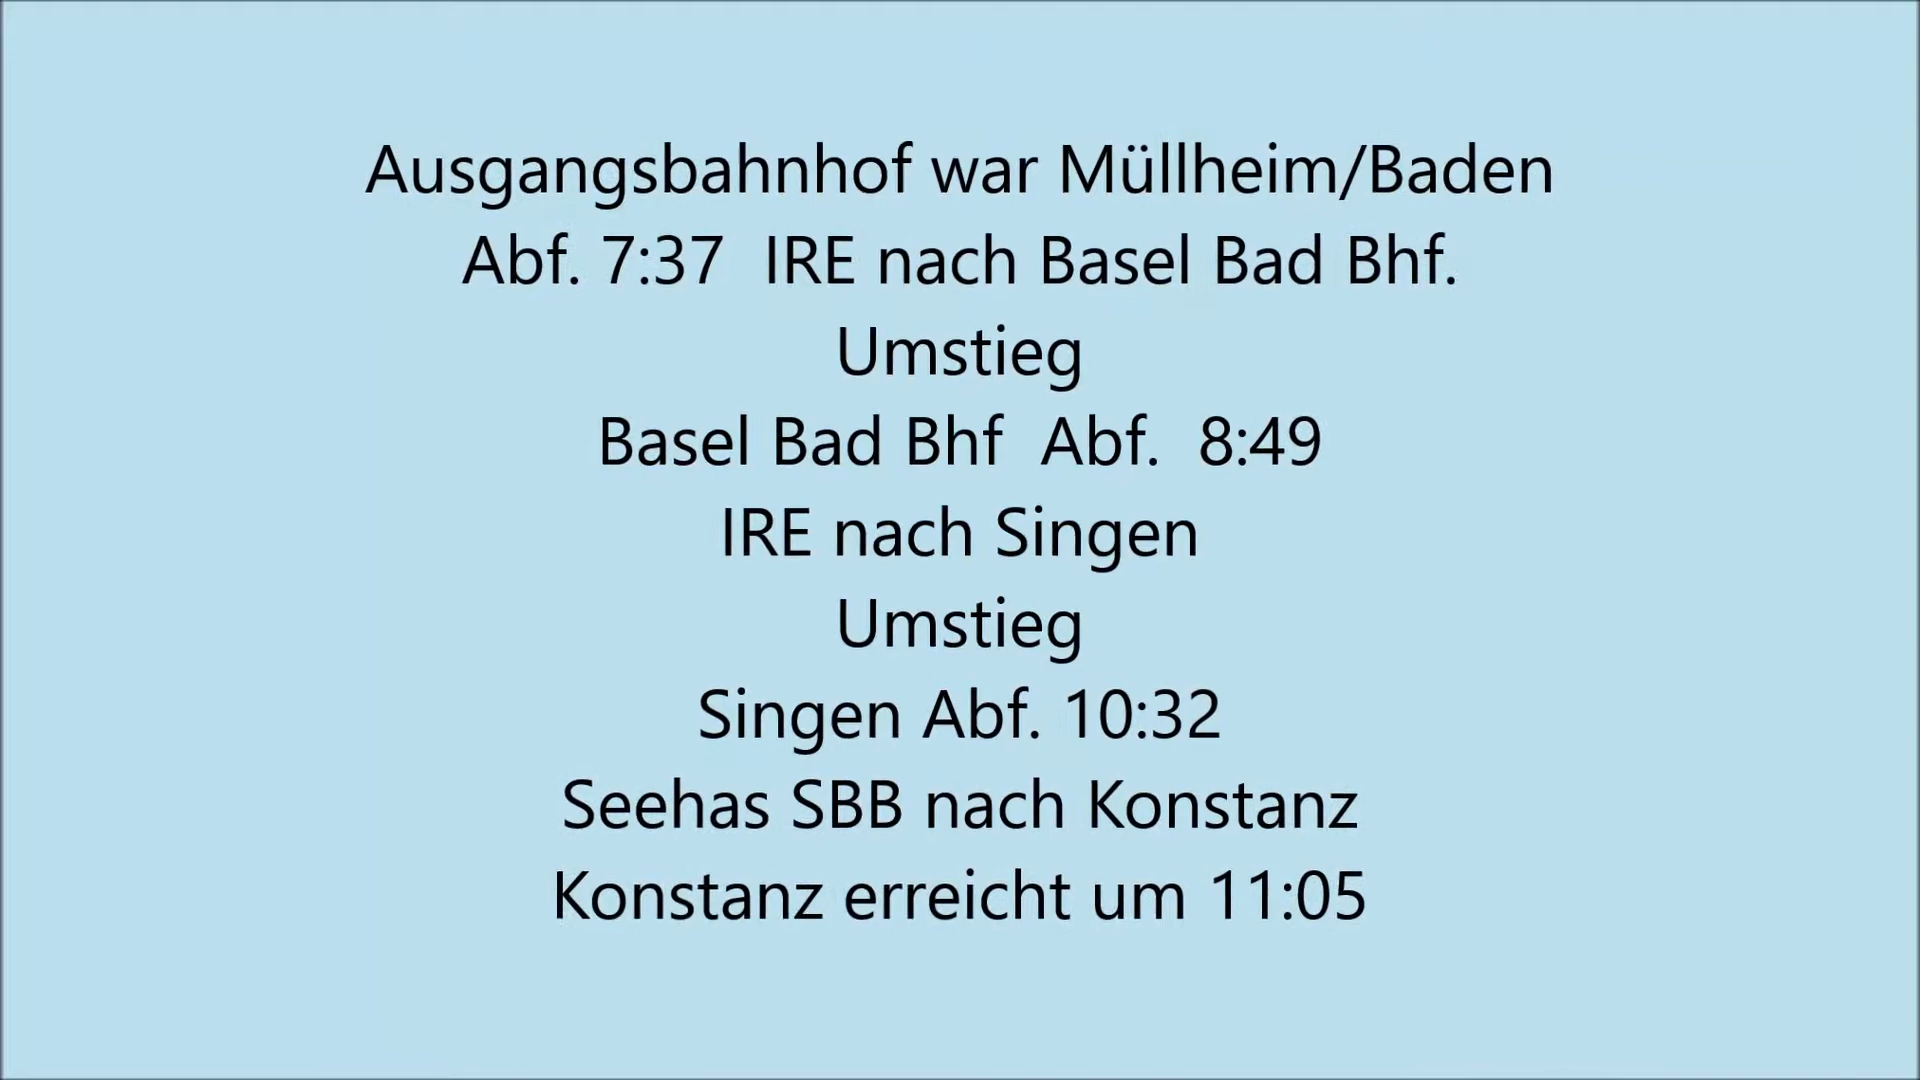 Ausgangsbahnhof war Müllheim/Baden
Abf. 7:37  IRE nach Basel Bad Bhf.
Umstieg
Basel Bad Bhf  Abf.  8:49
IRE nach Singen
Umstieg
Singen Abf. 10:32
Seehas SBB nach Konstanz
Konstanz erreicht um 11:05